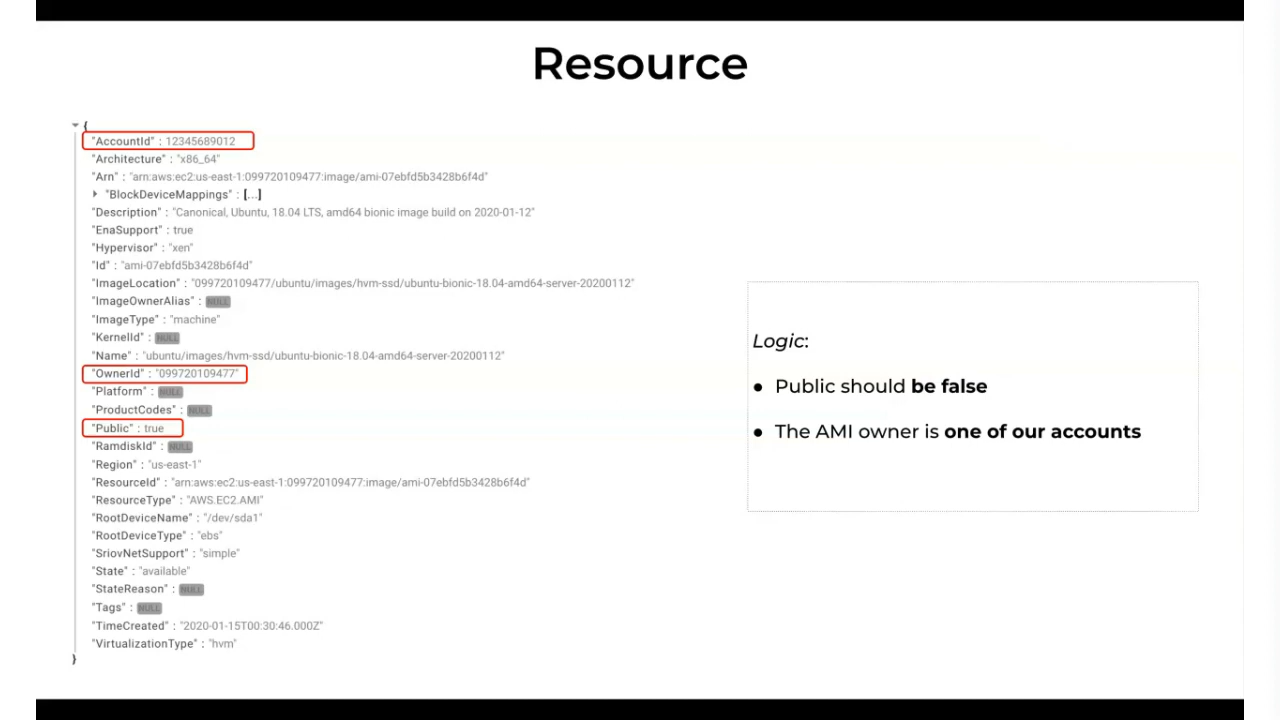 Resource
{
"AccountId" : 12345689012
"Architecture" : "x86_64"
"Arn" : "arn:aws:ec2:us-east-1:099720109477:image/ami-07ebfd5b3428b6f4d"
"BlockDeviceMappings" : [...]
"Description" : "Canonical, Ubuntu, 18.04 LTS, amd64 bionic image build on 2020-01-12"
"EnaSupport" : true
"Hypervisor" : "xen"
"Id" : "ami-07ebfd5b3428b6f4d"
"ImageLocation" : "099720109477/ubuntu/images/hvm-ssd/ubuntu-bionic-18.04-amd64-server-20200112"
"ImageOwnerAlias" : NULL
"ImageType" : "machine"
"KernelId" : NULL
"Name" : "ubuntu/images/hvm-ssd/ubuntu-bionic-18.04-amd64-server-20200112"
"OwnerId" : "099720109477"
"Platform" : NULL
"ProductCodes" : NULL
"Public" : true
"RamdiskId" : NULL
"Region" : "us-east-1"
"ResourceId" : "arn:aws:ec2:us-east-1:099720109477:image/ami-07ebfd5b3428b6f4d"
"ResourceType" : "AWS.EC2.AMI"
"RootDeviceName" : "/dev/sda1"
"RootDeviceType" : "ebs"
"SriovNetSupport" : "simple"
"State" : "available"
"StateReason" : NULL
"Tags" : NULL
"TimeCreated" : "2020-01-15T00:30:46.000Z"
"VirtualizationType" : "hvm"
}
Logic:
● Public should be false
● The AMI owner is one of our accounts